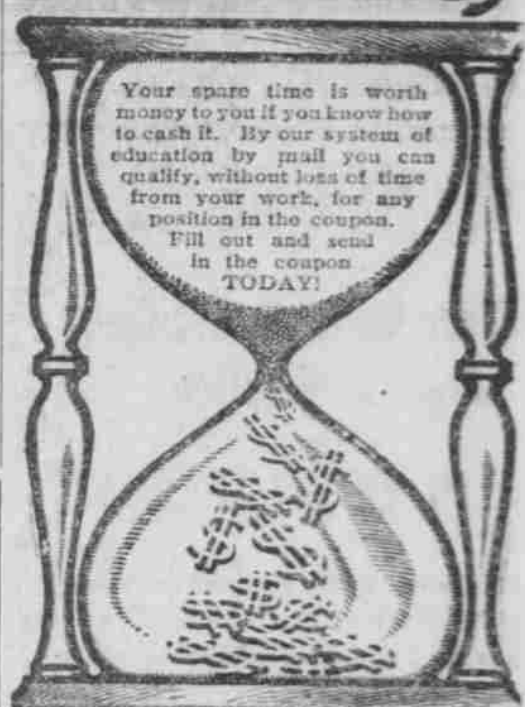 Your spare time is worth
money to you if you know how
to cash it. By our system of
education by mail you can
qualify, without loss of time
from your work, for any
position in the coupon.
Fill out and send
in the coupon
TODAY!